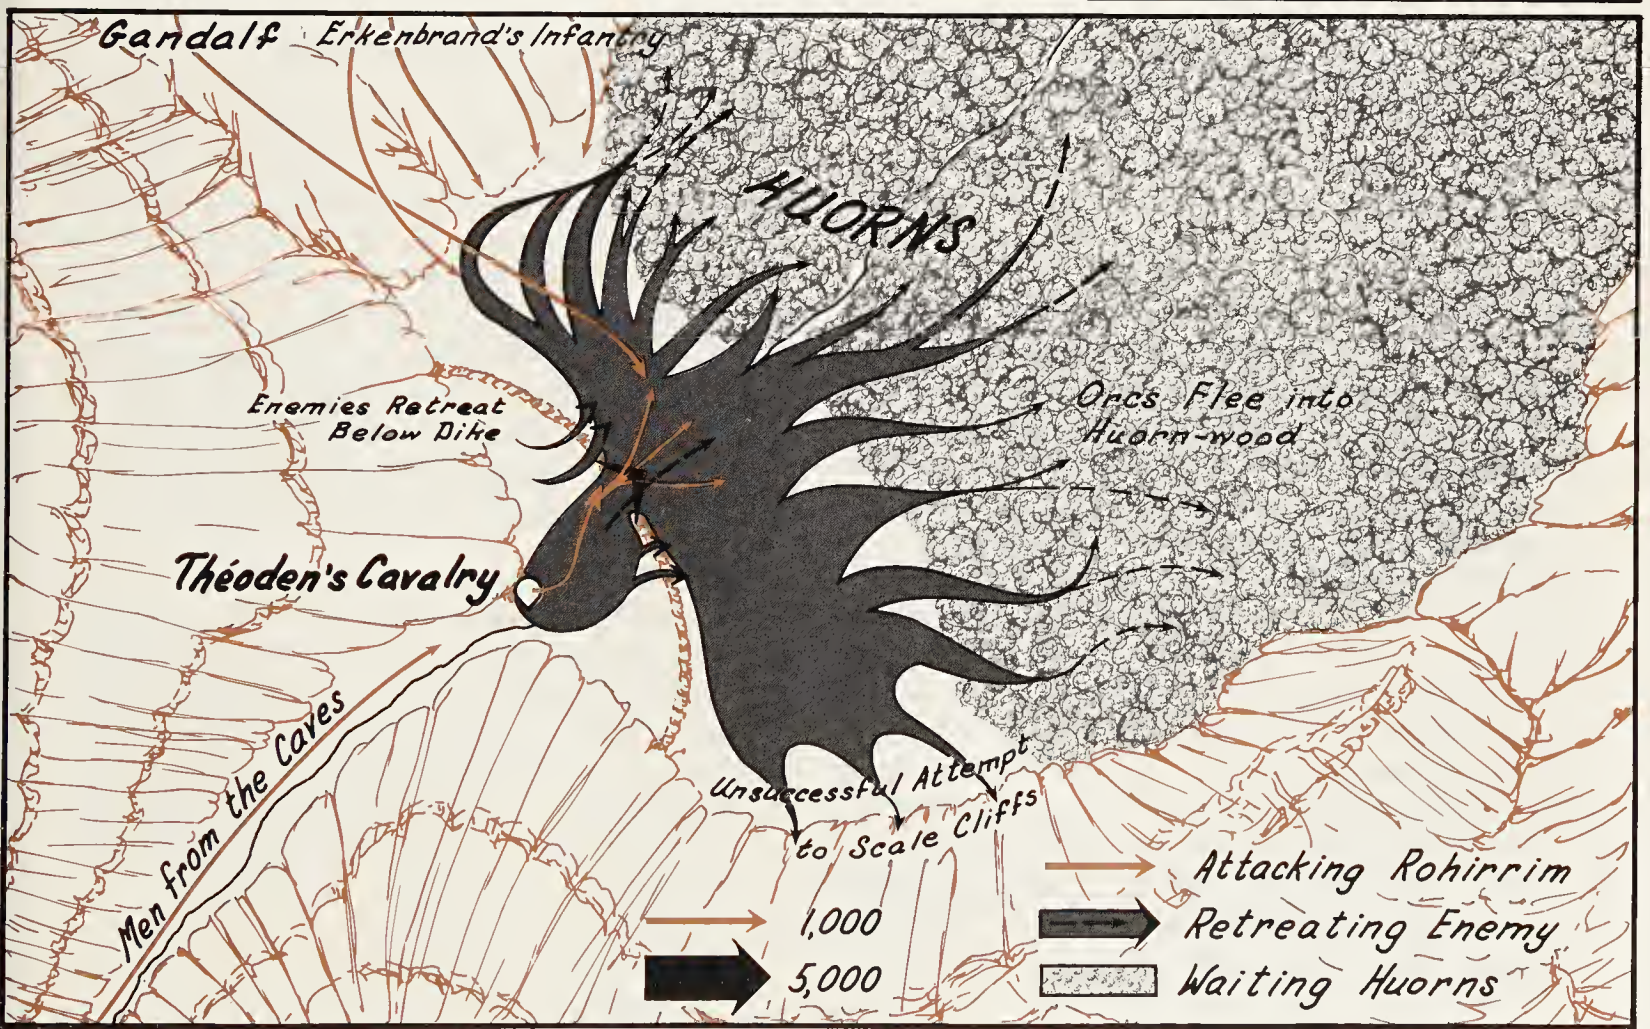 Gandalf
Erkenbrand's Infantry
HUORNS
Enemies Retreat
Below Dike
Orcs Flee into
Huorn-wood
Théoden's Cavalry
Men from the Caves
Unsuccessful Attempt
to Scale Cliffs
1,000
5,000
Attacking Rohirrim
Retreating Enemy
Waiting Huorns